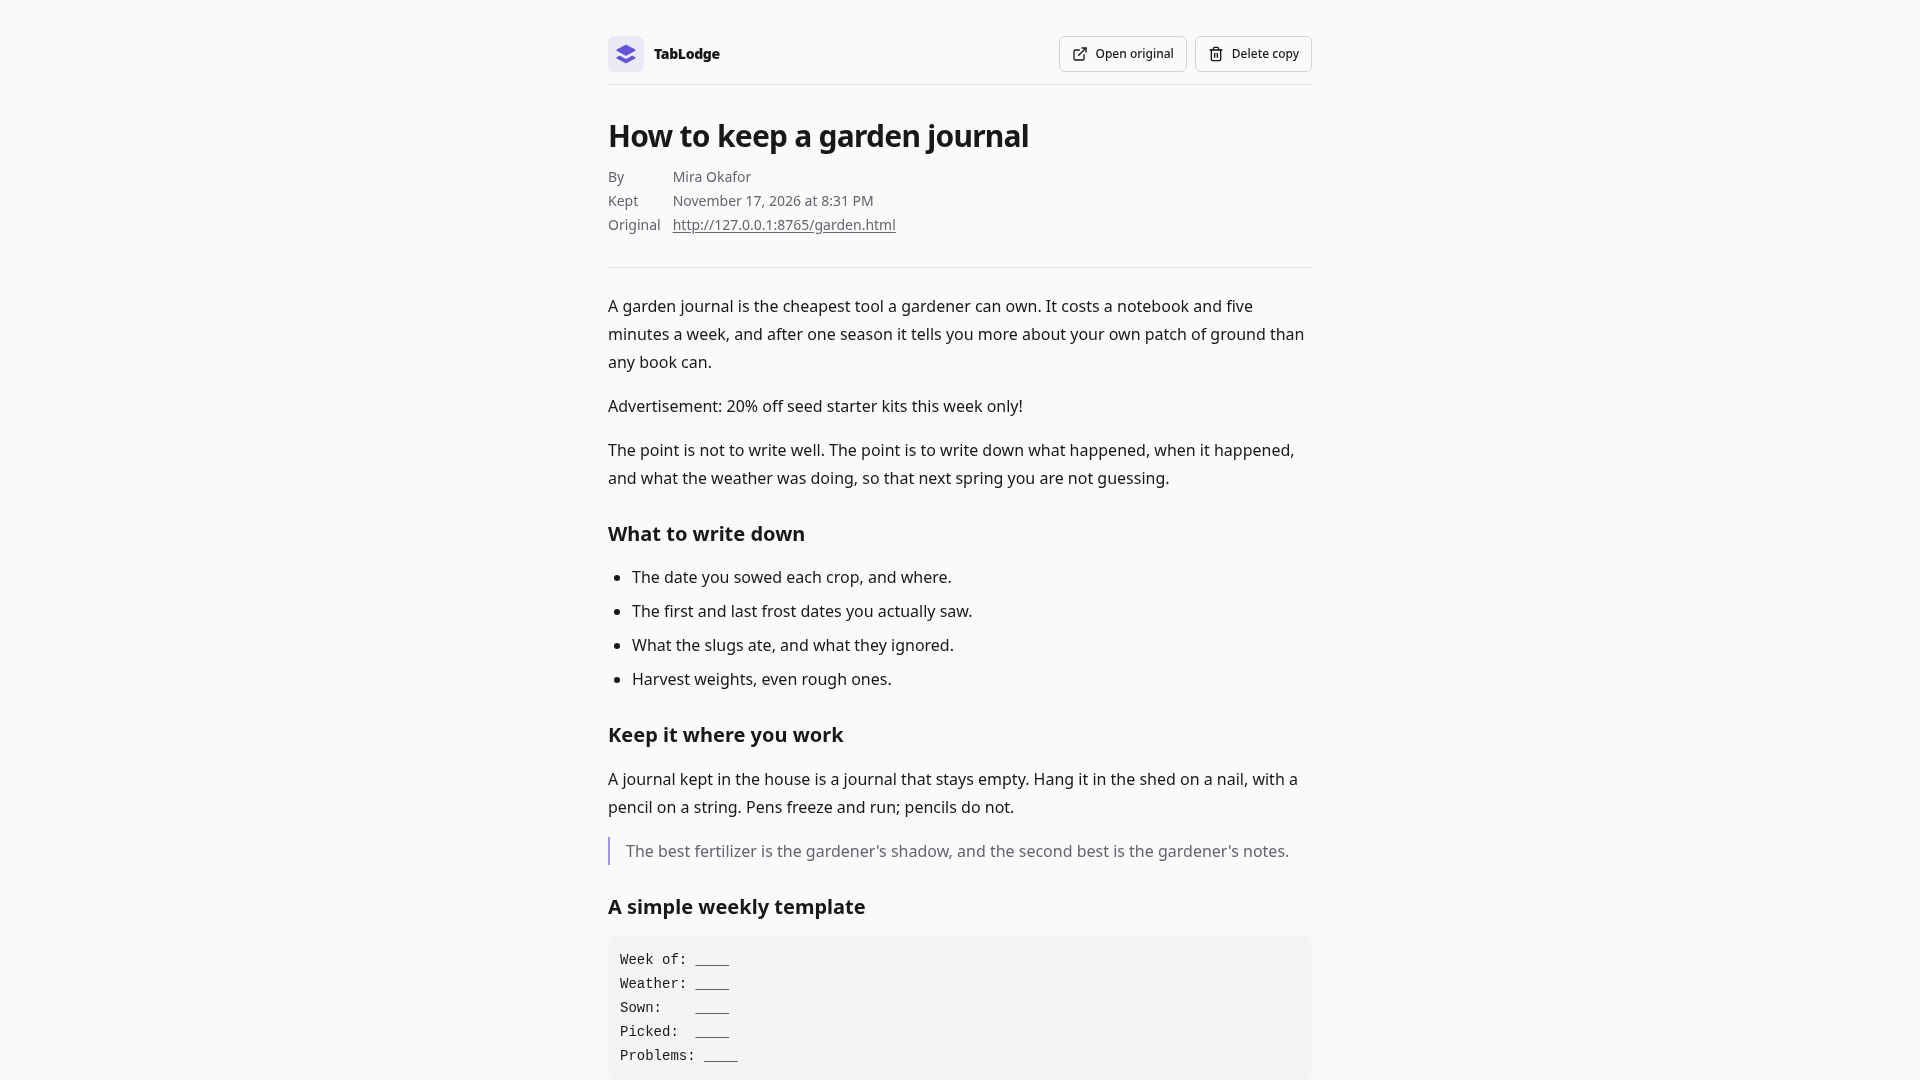 TabLodge
Open original
Delete copy
How to keep a garden journal
By Mira Okafor
Kept November 17, 2026 at 8:31 PM
Original http://127.0.0.1:8765/garden.html
A garden journal is the cheapest tool a gardener can own. It costs a notebook and five
minutes a week, and after one season it tells you more about your own patch of ground than
any book can.
Advertisement: 20% off seed starter kits this week only!
The point is not to write well. The point is to write down what happened, when it happened,
and what the weather was doing, so that next spring you are not guessing.
What to write down
• The date you sowed each crop, and where.
• The first and last frost dates you actually saw.
• What the slugs ate, and what they ignored.
• Harvest weights, even rough ones.
Keep it where you work
A journal kept in the house is a journal that stays empty. Hang it in the shed on a nail, with a
pencil on a string. Pens freeze and run; pencils do not.
The best fertilizer is the gardener's shadow, and the second best is the gardener's notes.
A simple weekly template
Week of: ____
Weather: ____
Sown:    ____
Picked:  ____
Problems: ____